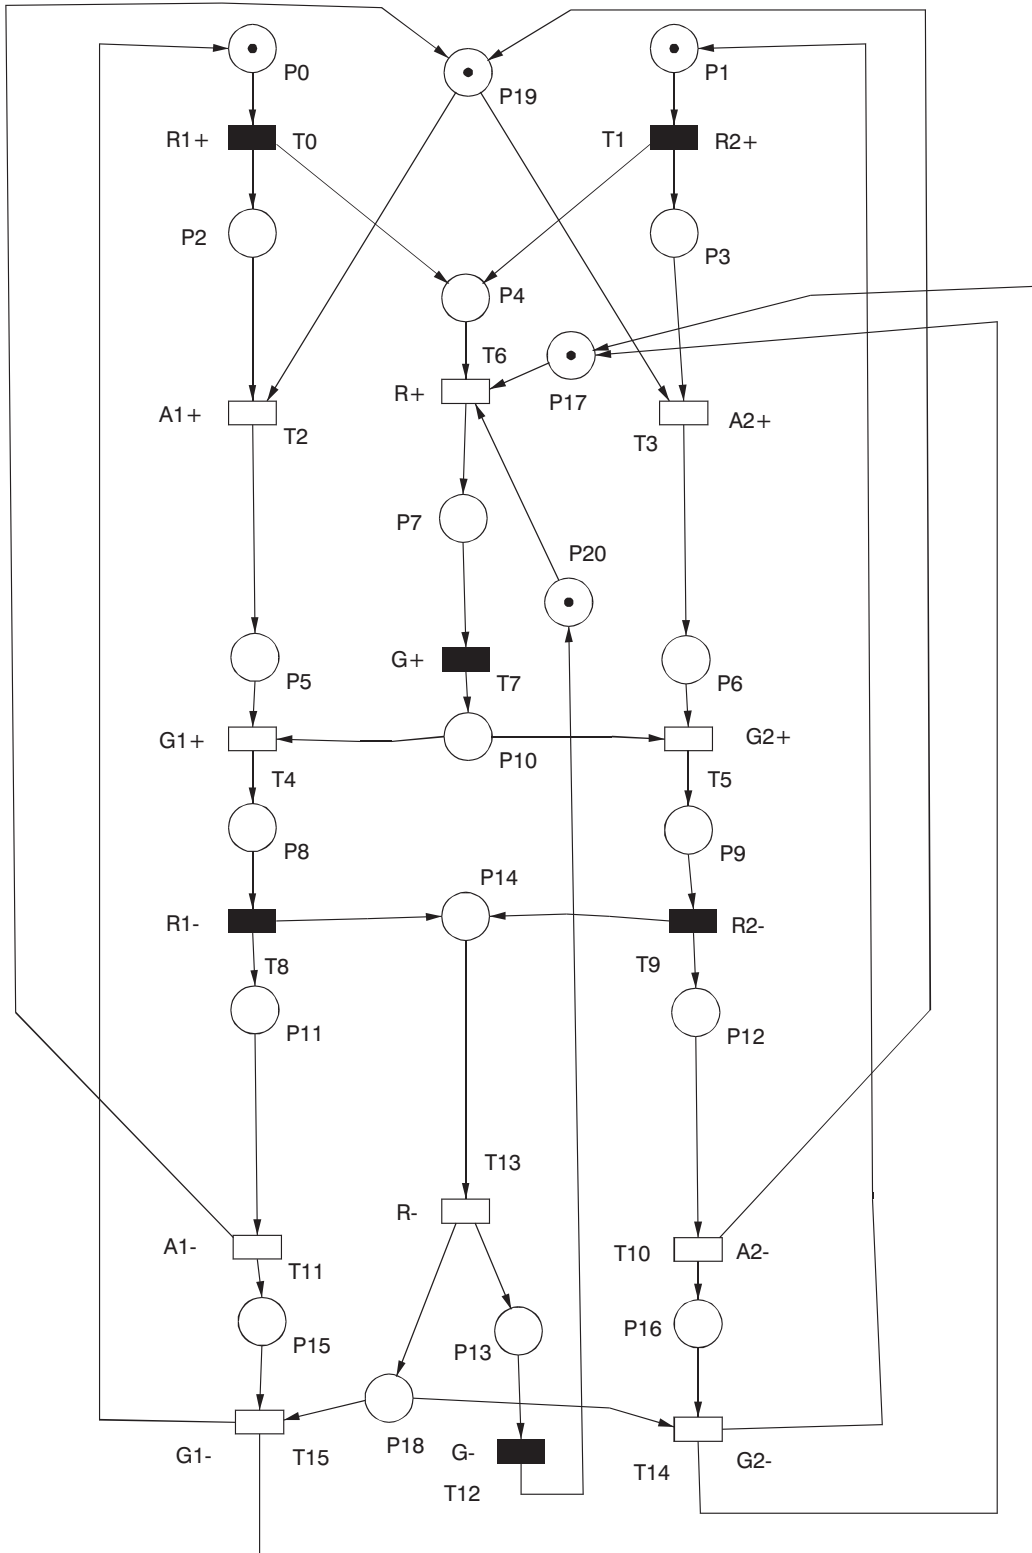 P0
P19
P1
R1+
T0
T1
R2+
P2
P3
P4
T6
R+
P17
A1+
T2
T3
A2+
P7
P20
G+
T7
P5
P6
G1+
P10
G2+
T4
T5
P8
P9
P14
R1-
R2-
T8
T9
P11
P12
T13
R-
A1-
T11
T10
A2-
P15
P13
P16
P18
G1-
T15
G-
T12
T14
G2-